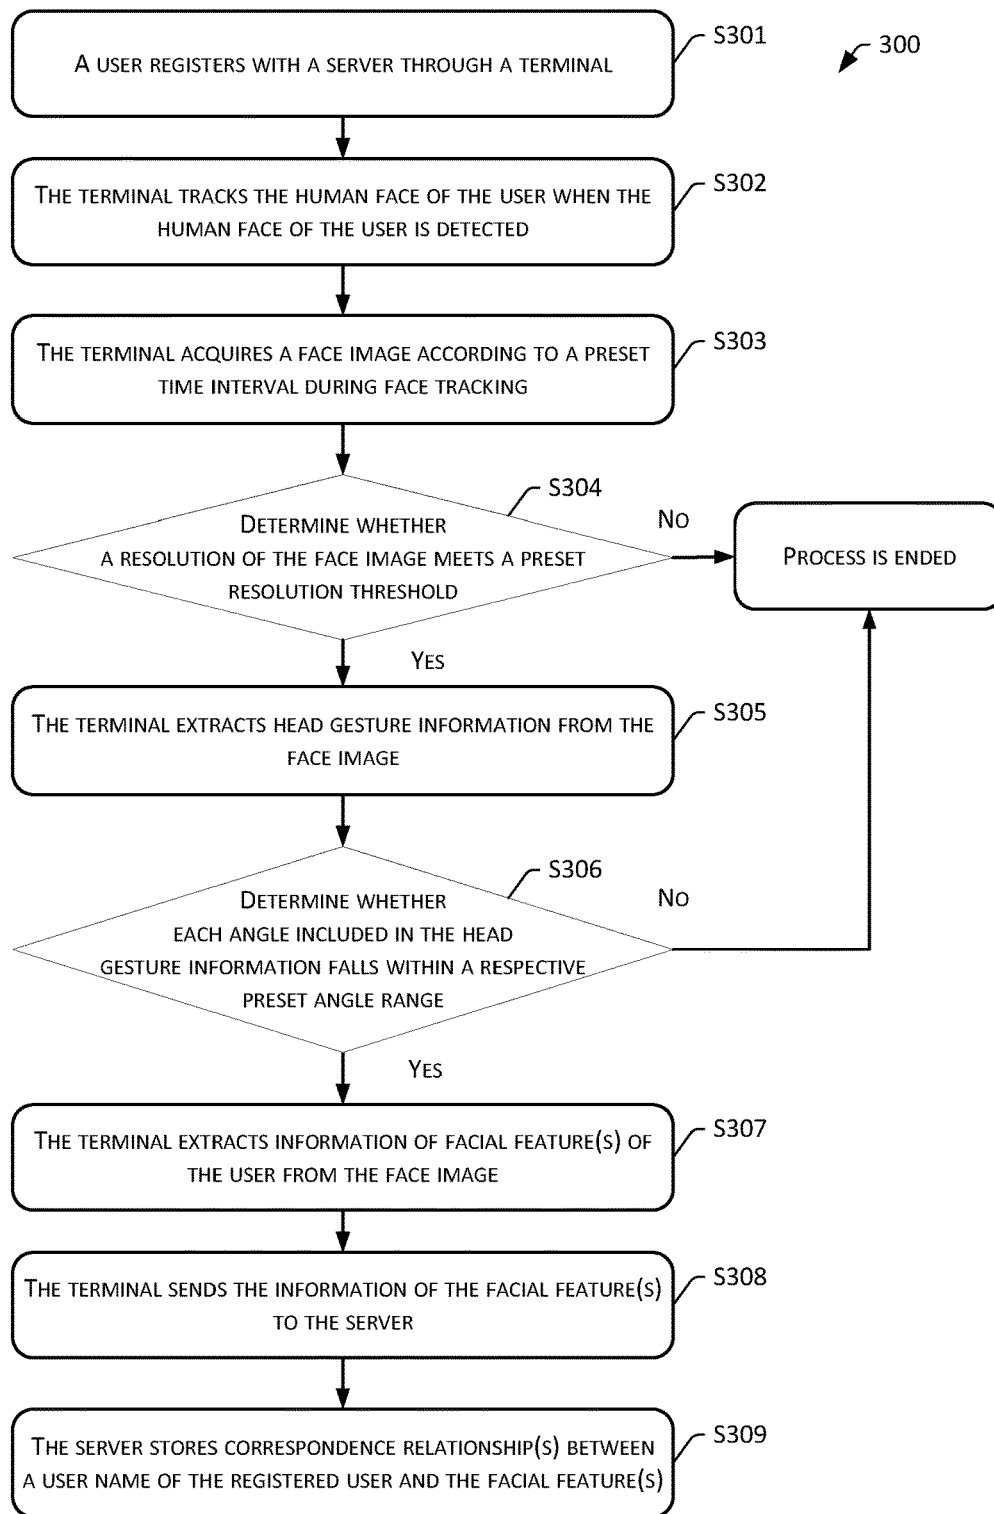 A USER REGISTERS WITH A SERVER THROUGH A TERMINAL
S301
300
THE TERMINAL TRACKS THE HUMAN FACE OF THE USER WHEN THE
HUMAN FACE OF THE USER IS DETECTED
S302
THE TERMINAL ACQUIRES A FACE IMAGE ACCORDING TO A PRESET
TIME INTERVAL DURING FACE TRACKING
S303
S304
DETERMINE WHETHER
A RESOLUTION OF THE FACE IMAGE MEETS A PRESET
RESOLUTION THRESHOLD
NO
PROCESS IS ENDED
YES
THE TERMINAL EXTRACTS HEAD GESTURE INFORMATION FROM THE
FACE IMAGE
S305
S306
DETERMINE WHETHER
EACH ANGLE INCLUDED IN THE HEAD
GESTURE INFORMATION FALLS WITHIN A RESPECTIVE
PRESET ANGLE RANGE
NO
YES
THE TERMINAL EXTRACTS INFORMATION OF FACIAL FEATURE(S) OF
THE USER FROM THE FACE IMAGE
S307
THE TERMINAL SENDS THE INFORMATION OF THE FACIAL FEATURE(S)
TO THE SERVER
S308
THE SERVER STORES CORRESPONDENCE RELATIONSHIP(S) BETWEEN
A USER NAME OF THE REGISTERED USER AND THE FACIAL FEATURE(S)
S309